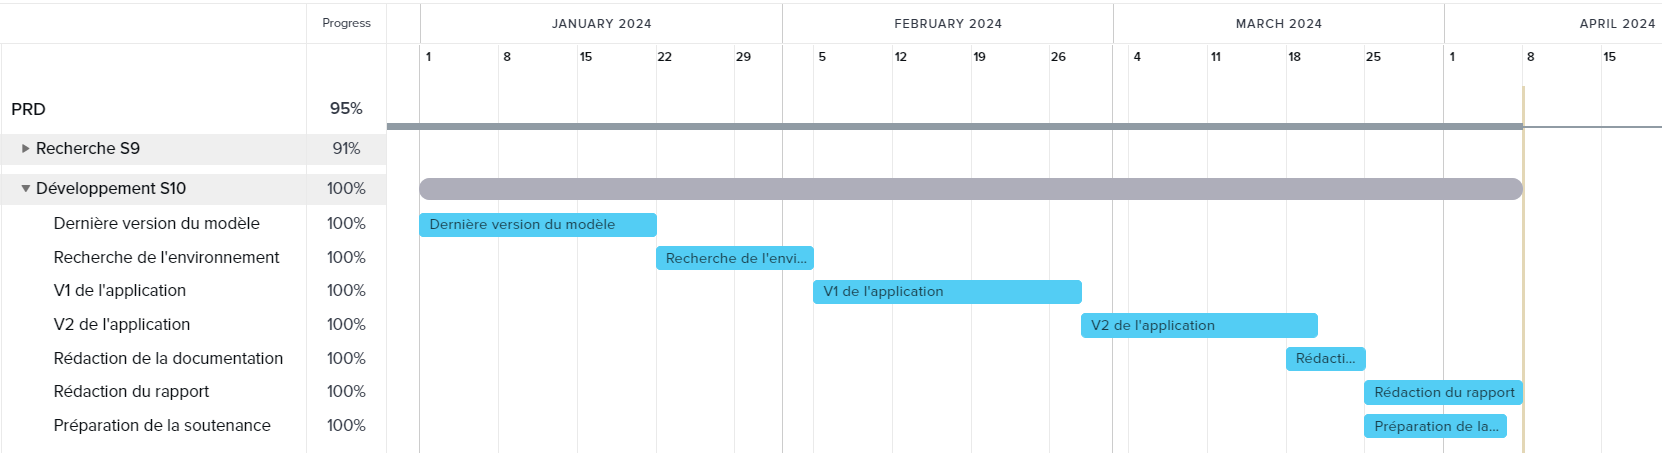 Progress JANUARY 2024 FEBRUARY 2024 MARCH 2024 APRIL 2024
1 8 15 22 29 5 12 19 26 4 11 18 25 1 8 15
PRD 95%
Recherche S9 91%
Développement S10 100%
Dernière version du modèle 100% Dernière version du modèle
Recherche de l'environnement 100% Recherche de l'envi...
V1 de l'application 100% V1 de l'application
V2 de l'application 100% V2 de l'application
Rédaction de la documentation 100% Rédacti...
Rédaction du rapport 100% Rédaction du rapport
Préparation de la soutenance 100% Préparation de la...